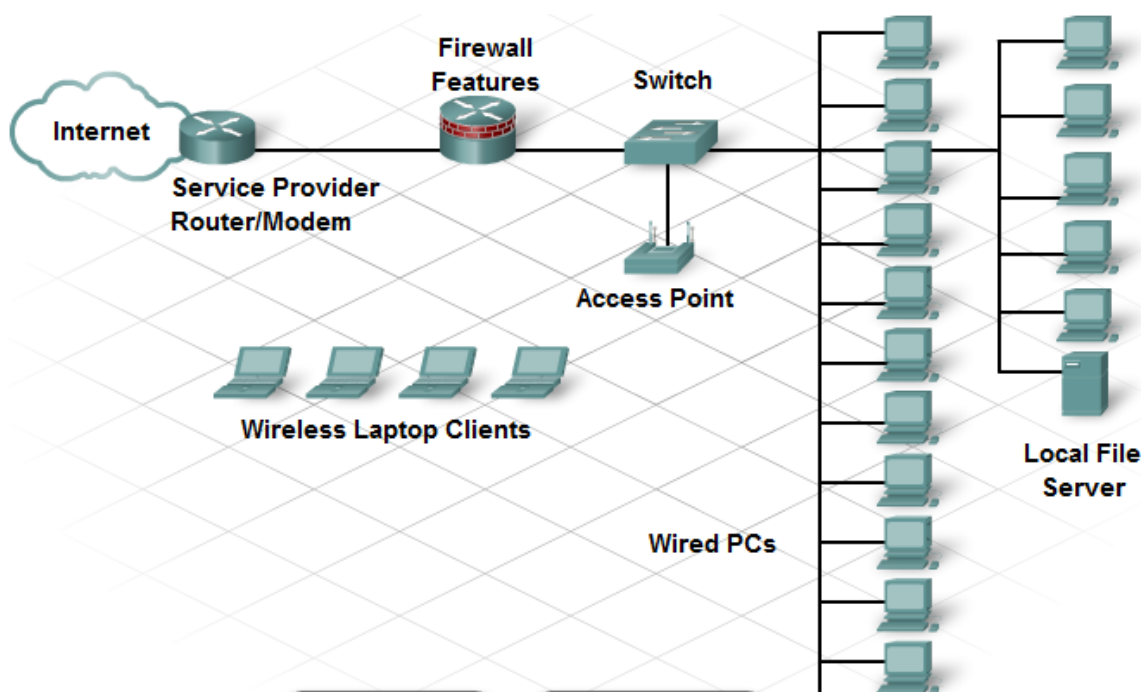 Firewall
Features
Switch
Internet
Service Provider
Router/Modem
Access Point
Wireless Laptop Clients
Local File
Server
Wired PCs